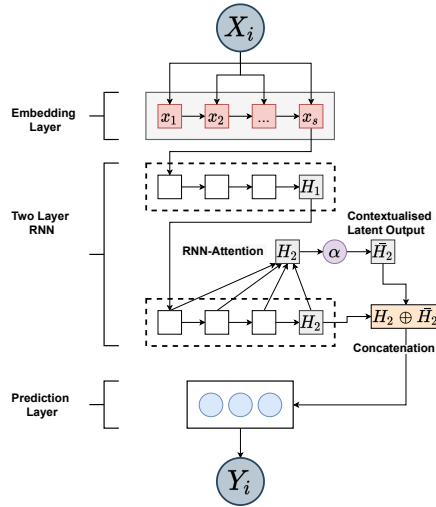 X_i
Embedding
Layer
x_1
x_2
...
x_s
Two Layer
RNN
H_1
RNN-Attention
H_2
α
Contextualised
Latent Output
H̄_2
H_2
H_2 ⊕ H̄_2
Concatenation
Prediction
Layer
Y_i